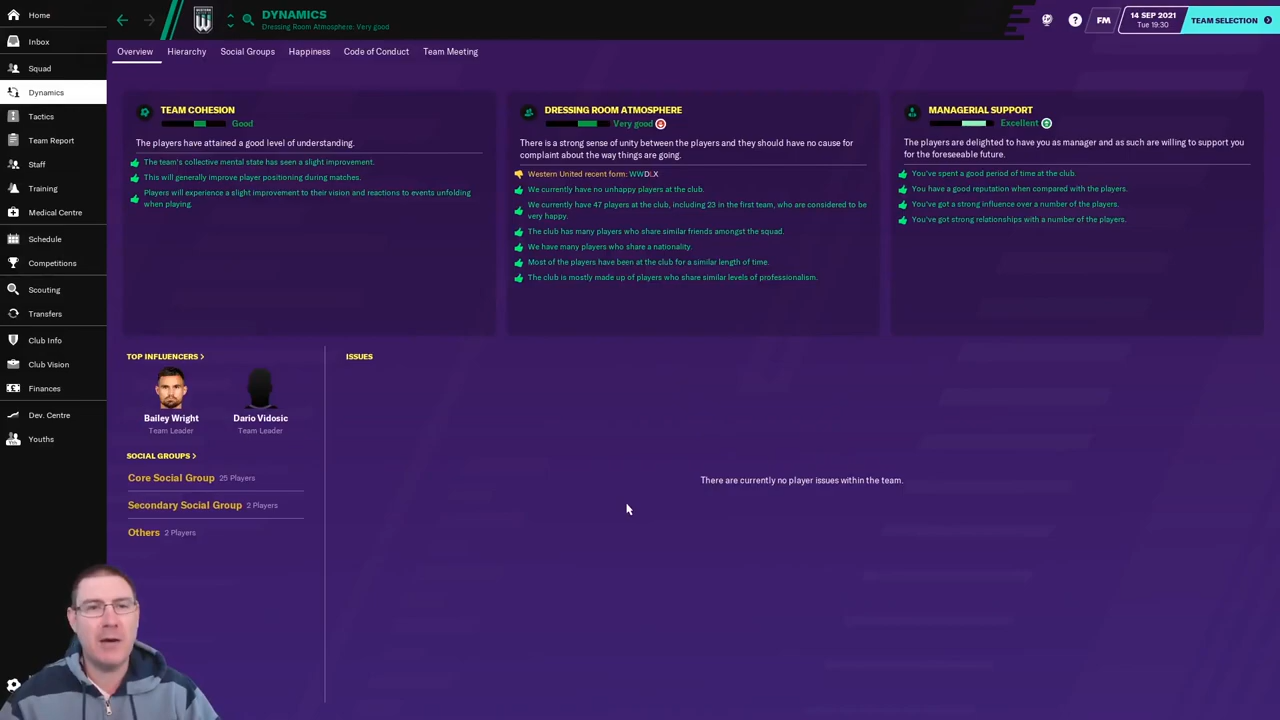 Home
Inbox
Squad
Dynamics
Tactics
Team Report
Staff
Training
Medical Centre
Schedule
Competitions
Scouting
Transfers
Club Info
Club Vision
Finances
Dev. Centre
Youths
DYNAMICS
Dressing Room Atmosphere: Very good
?
FM
14 SEP 2021
Tue 19:30
TEAM SELECTION
Overview
Hierarchy
Social Groups
Happiness
Code of Conduct
Team Meeting
TEAM COHESION
Good
The players have attained a good level of understanding.
The team's collective mental state has seen a slight improvement.
This will generally improve player positioning during matches.
Players will experience a slight improvement to their vision and reactions to events unfolding
when playing.
DRESSING ROOM ATMOSPHERE
Very good
There is a strong sense of unity between the players and they should have no cause for
complaint about the way things are going.
Western United recent form:
We currently have no unhappy players at the club.
We currently have 47 players at the club, including 23 in the first team, who are considered to be
very happy.
The club has many players who share similar friends amongst the squad.
We have many players who share a nationality.
Most of the players have been at the club for a similar length of time.
The club is mostly made up of players who share similar levels of professionalism.
MANAGERIAL SUPPORT
Excellent
The players are delighted to have you as manager and as such are willing to support you
for the foreseeable future.
You've spent a good period of time at the club.
You have a good reputation when compared with the players.
You've got a strong influence over a number of the players.
You've got strong relationships with a number of the players.
TOP INFLUENCERS >
Bailey Wright
Team Leader
Dario Vidosic
Team Leader
SOCIAL GROUPS >
Core Social Group 25 Players
Secondary Social Group 2 Players
Others 2 Players
ISSUES
There are currently no player issues within the team.